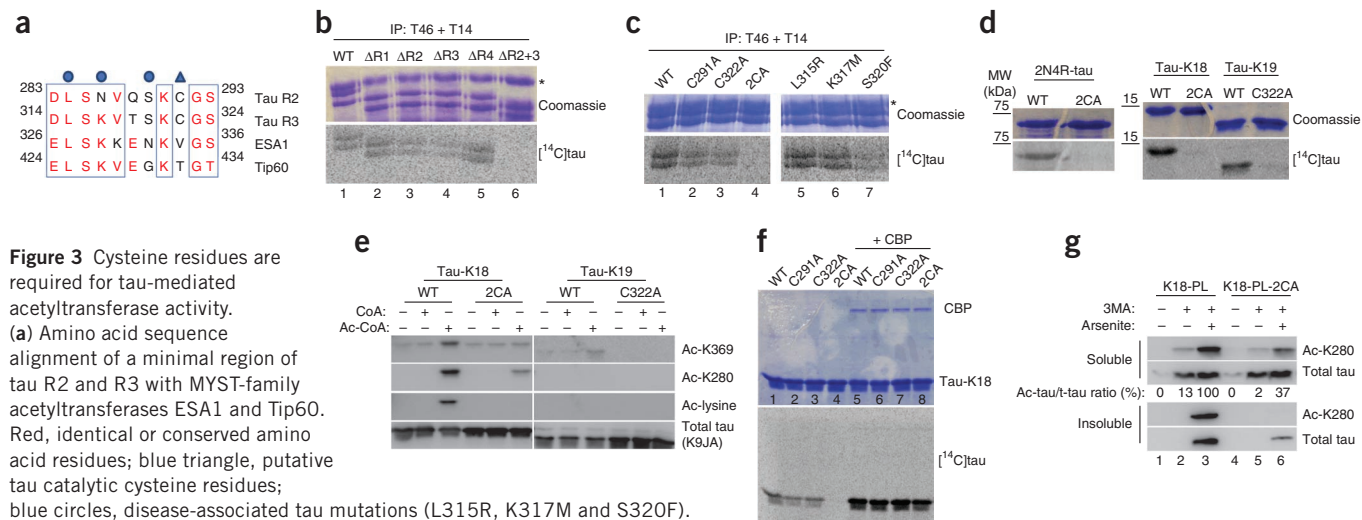 a
283 D L S N V Q S K C G S 293 Tau R2
314 D L S K V T S K C G S 324 Tau R3
326 E L S K K E N K V G S 336 ESA1
424 E L S K V E G K T G T 434 Tip60
b
IP: T46 + T14
WT ΔR1 ΔR2 ΔR3 ΔR4 ΔR2+3
*
Coomassie
[¹⁴C]tau
1 2 3 4 5 6
c
IP: T46 + T14
WT C291A C322A 2CA L315R K317M S320F
*
Coomassie
[¹⁴C]tau
1 2 3 4 5 6 7
d
2N4R-tau Tau-K18 Tau-K19
MW (kDa) WT 2CA WT 2CA WT C322A
75 15
Coomassie
75 15
[¹⁴C]tau
Figure 3 Cysteine residues are
required for tau-mediated
acetyltransferase activity.
(a) Amino acid sequence
alignment of a minimal region of
tau R2 and R3 with MYST-family
acetyltransferases ESA1 and Tip60.
Red, identical or conserved amino
acid residues; blue triangle, putative
tau catalytic cysteine residues;
blue circles, disease-associated tau mutations (L315R, K317M and S320F).
e
Tau-K18 Tau-K19
WT 2CA WT C322A
CoA: – + – – + – – + – – + –
Ac-CoA: – – + – – + – – + – – +
Ac-K369
Ac-K280
Ac-lysine
Total tau
(K9JA)
f
+ CBP
WT C291A C322A 2CA WT C291A C322A 2CA
CBP
Tau-K18
1 2 3 4 5 6 7 8
[¹⁴C]tau
g
K18-PL K18-PL-2CA
3MA: – + + – + +
Arsenite: – – + – – +
Soluble
Ac-K280
Total tau
Ac-tau/t-tau ratio (%): 0 13 100 0 2 37
Insoluble
Ac-K280
Total tau
1 2 3 4 5 6